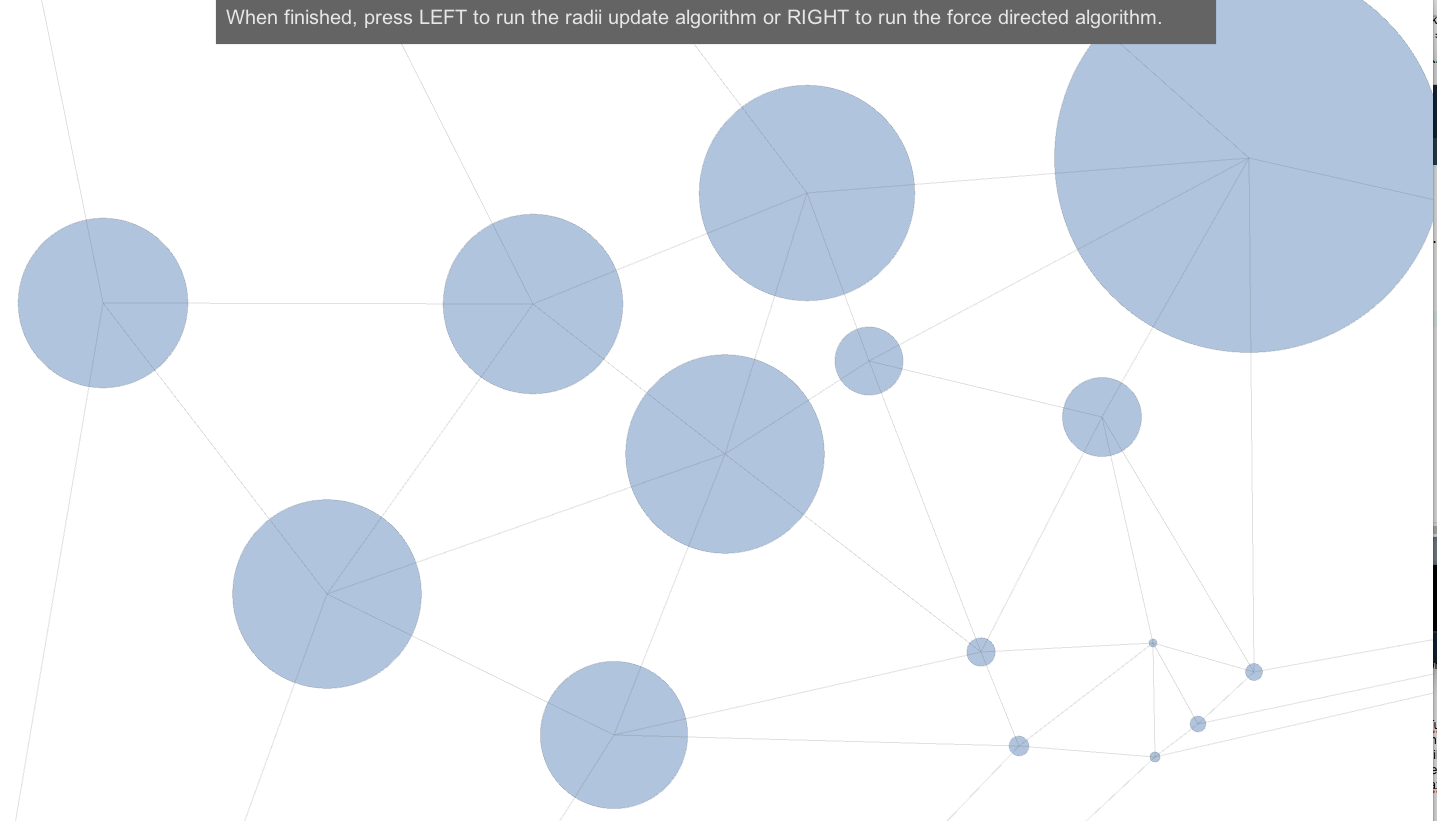 When finished, press LEFT to run the radii update algorithm or RIGHT to run the force directed algorithm.